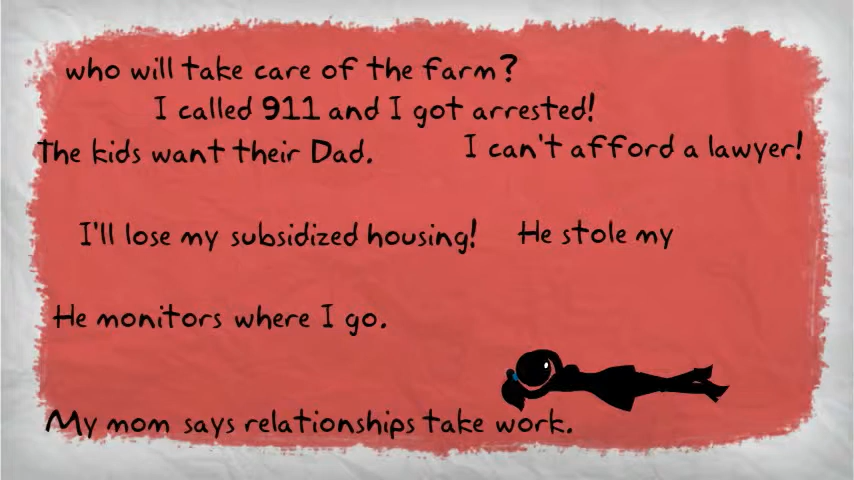 who will take care of the farm?
I called 911 and I got arrested!
The kids want their Dad.
I can't afford a lawyer!
I'll lose my subsidized housing!
He stole my
He monitors where I go.
My mom says relationships take work.